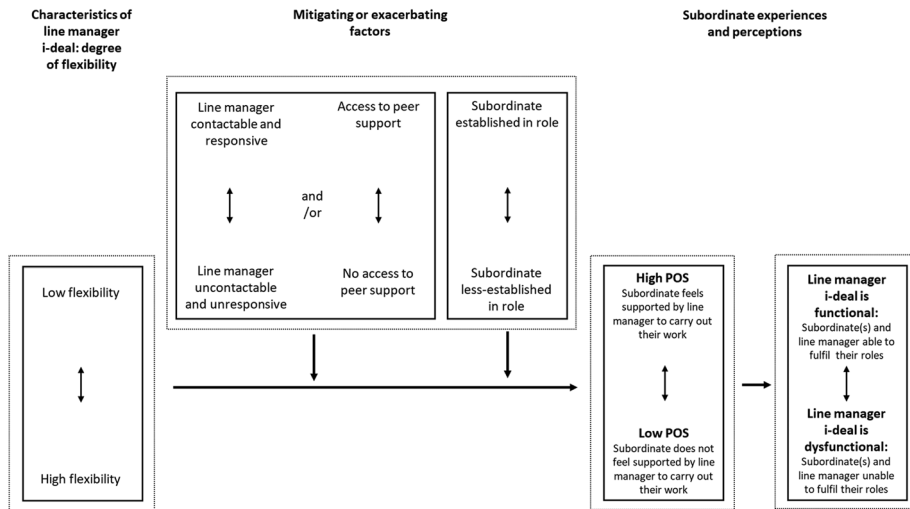 Characteristics of
line manager
i-deal: degree
of flexibility
Mitigating or exacerbating
factors
Subordinate experiences
and perceptions
Line manager
contactable and
responsive
Access to peer
support
Subordinate
established in role
and
/or
Line manager
uncontactable
and unresponsive
No access to
peer support
Subordinate
less-established
in role
Low flexibility
High flexibility
High POS
Subordinate feels
supported by line
manager to carry out
their work
Low POS
Subordinate does not
feel supported by line
manager to carry out
their work
Line manager
i-deal is
functional:
Subordinate(s) and
line manager able to
fulfil their roles
Line manager
i-deal is
dysfunctional:
Subordinate(s) and
line manager unable
to fulfil their roles